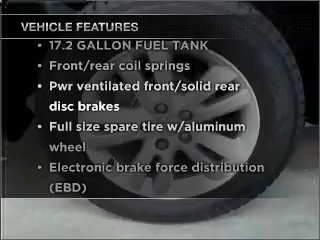 VEHICLE FEATURES
• 17.2 GALLON FUEL TANK
• Front/rear coil springs
• Pwr ventilated front/solid rear
disc brakes
• Full size spare tire w/aluminum
wheel
• Electronic brake force distribution
(EBD)